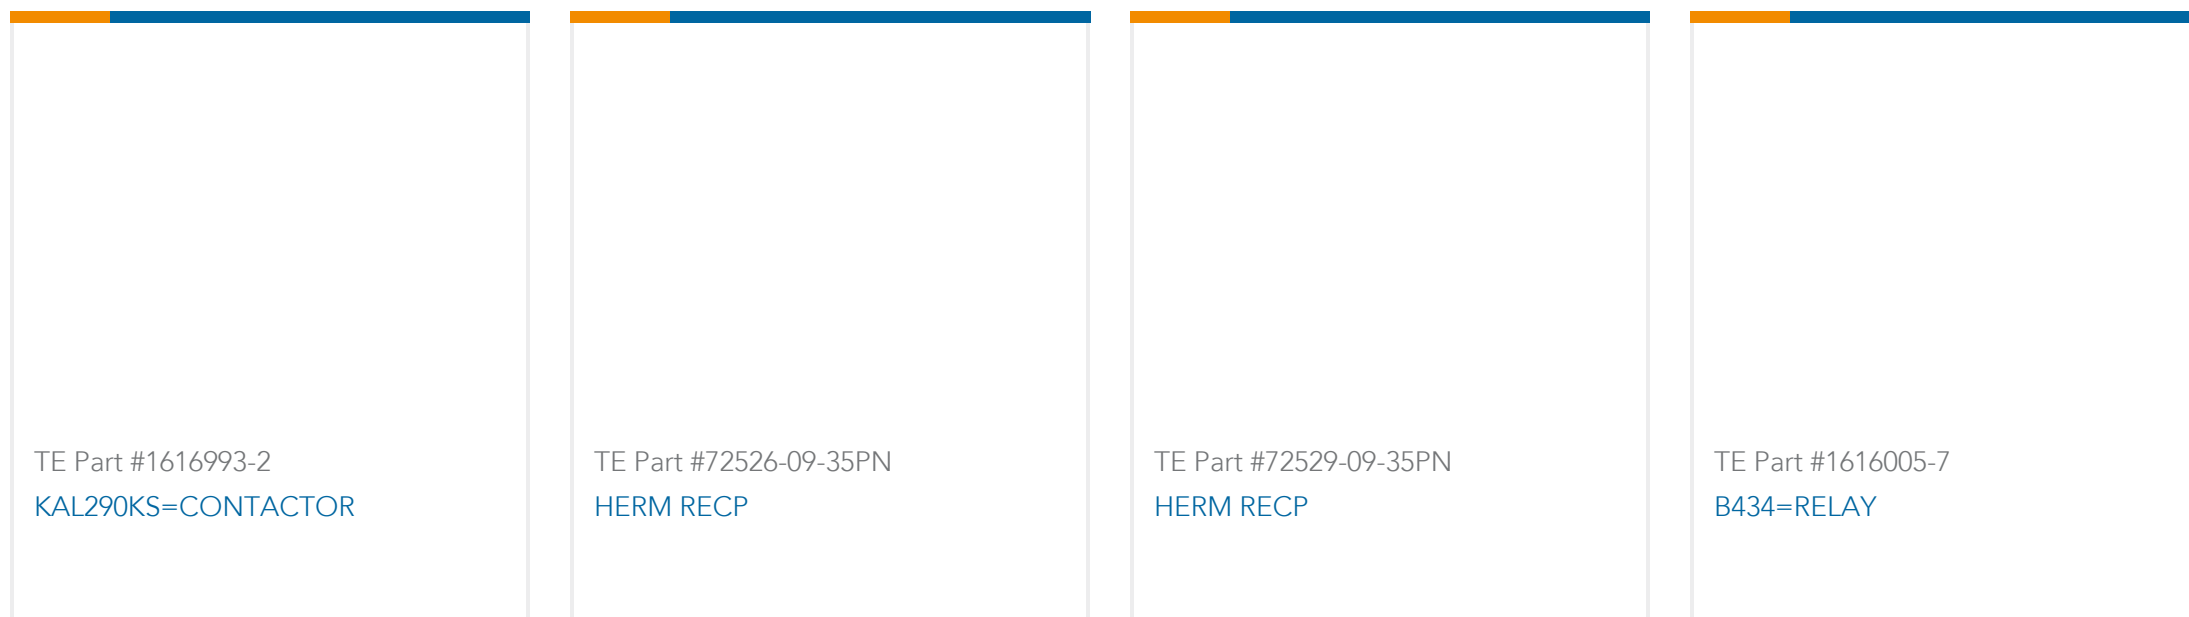 TE Part #1616993-2
KAL290KS=CONTACTOR
TE Part #72526-09-35PN
HERM RECP
TE Part #72529-09-35PN
HERM RECP
TE Part #1616005-7
B434=RELAY